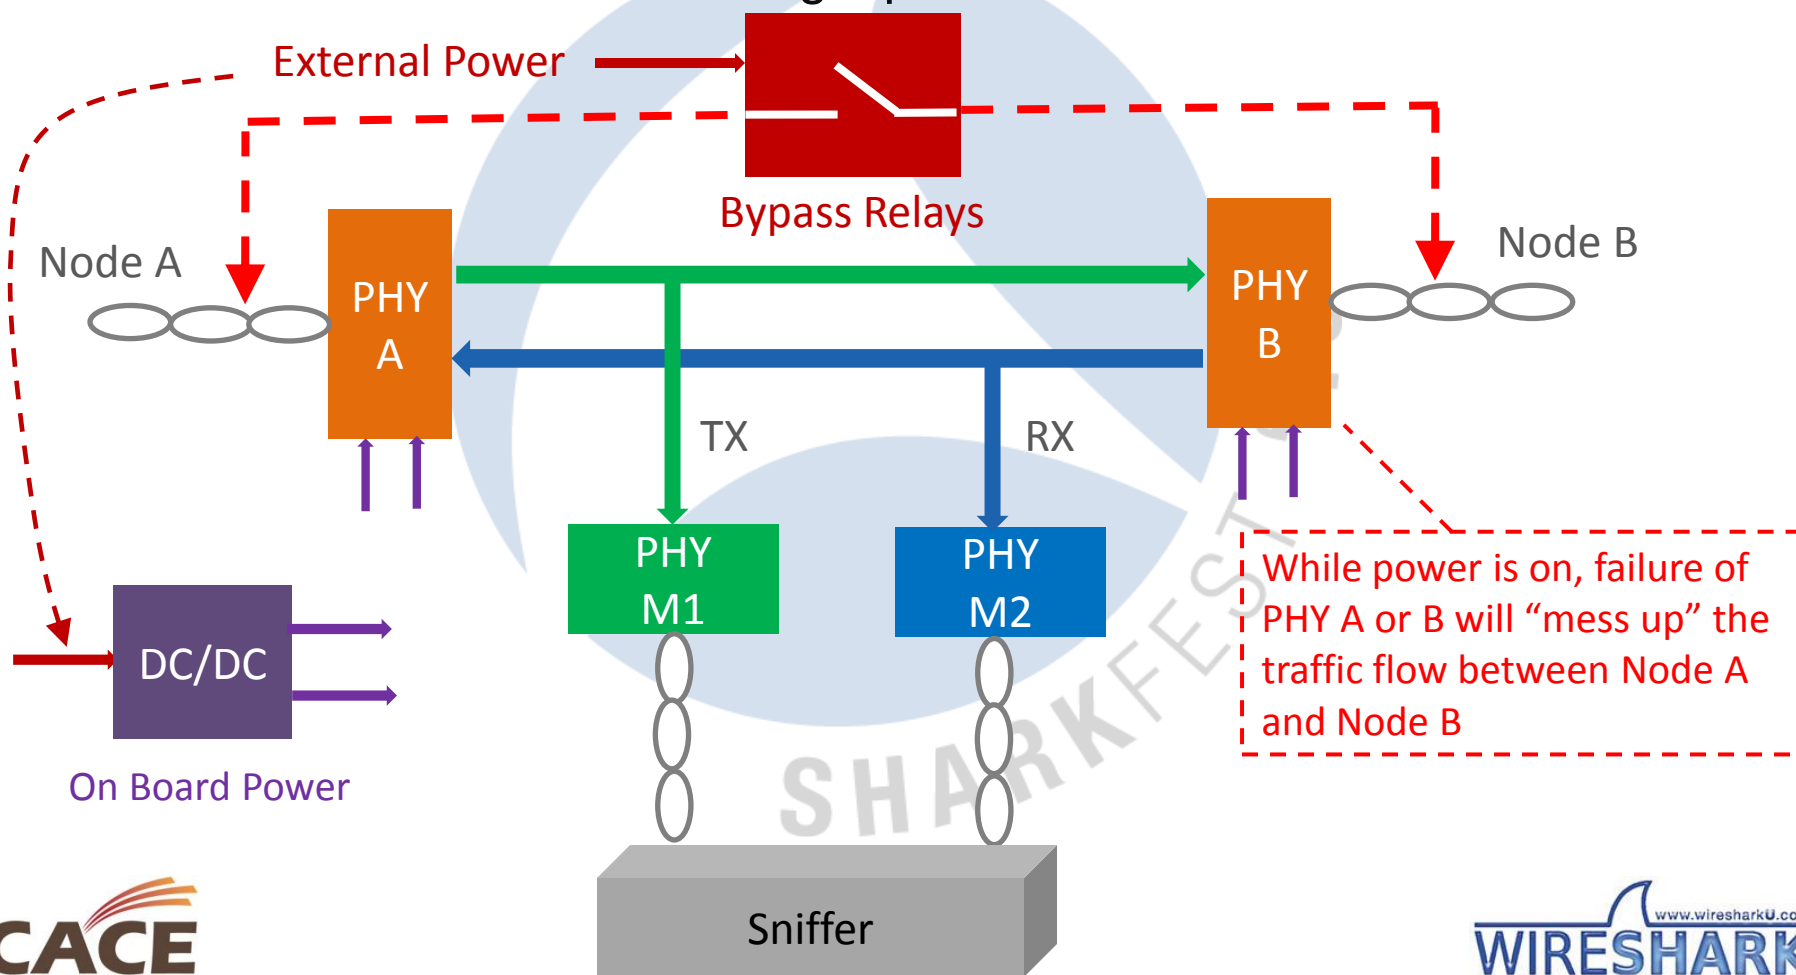 External Power
Bypass Relays
Node A
Node B
PHY
A
PHY
B
TX
RX
PHY
M1
PHY
M2
While power is on, failure of
PHY A or B will “mess up” the
traffic flow between Node A
and Node B
DC/DC
On Board Power
SHARKFEST
Sniffer
CACE
www.wiresharkU.co
WIRESHARK